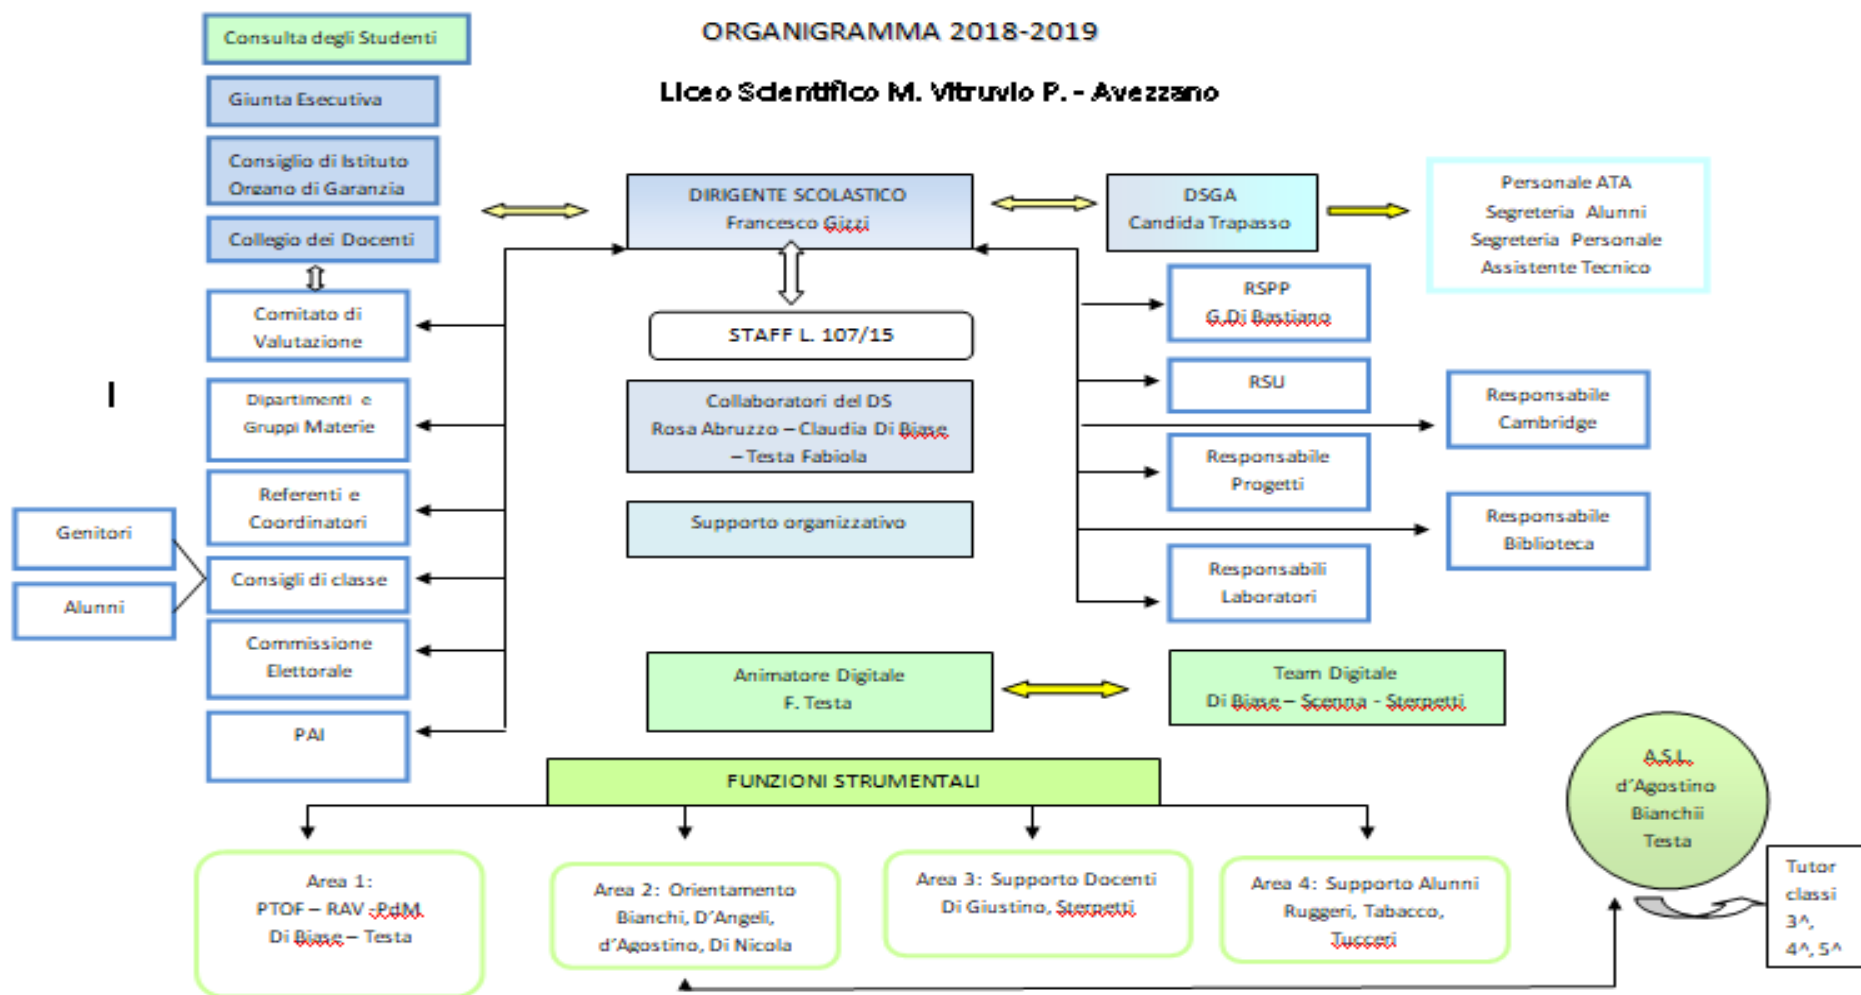 ORGANIGRAMMA 2018-2019
Liceo Scientifico M. Vitruvio P. - Avezzano
Consulta degli Studenti
Giunta Esecutiva
Consiglio di Istituto
Organo di Garanzia
Collegio dei Docenti
DIRIGENTE SCOLASTICO
Francesco Gizzi
DSGA
Candida Trapasso
Personale ATA
Segreteria Alunni
Segreteria Personale
Assistente Tecnico
Comitato di
Valutazione
Dipartimenti e
Gruppi Materie
Referenti e
Coordinatori
Genitori
Alunni
Consigli di classe
Commissione
Elettorale
PAI
I
STAFF L. 107/15
Collaboratori del DS
Rosa Abruzzo – Claudia Di Biase
– Testa Fabiola
Supporto organizzativo
RSPP
G.Di Bastiano
RSU
Responsabile
Cambridge
Responsabile
Progetti
Responsabile
Biblioteca
Responsabili
Laboratori
Animatore Digitale
F. Testa
Team Digitale
Di Biase – Scenna - Sterpetti
FUNZIONI STRUMENTALI
Area 1:
PTOF – RAV -PdM
Di Biase – Testa
Area 2: Orientamento
Bianchi, D'Angeli,
d'Agostino, Di Nicola
Area 3: Supporto Docenti
Di Giustino, Sterpetti
Area 4: Supporto Alunni
Ruggeri, Tabacco,
Tucceri
A.S.L.
d'Agostino
Bianchii
Testa
Tutor
classi
3^,
4^, 5^